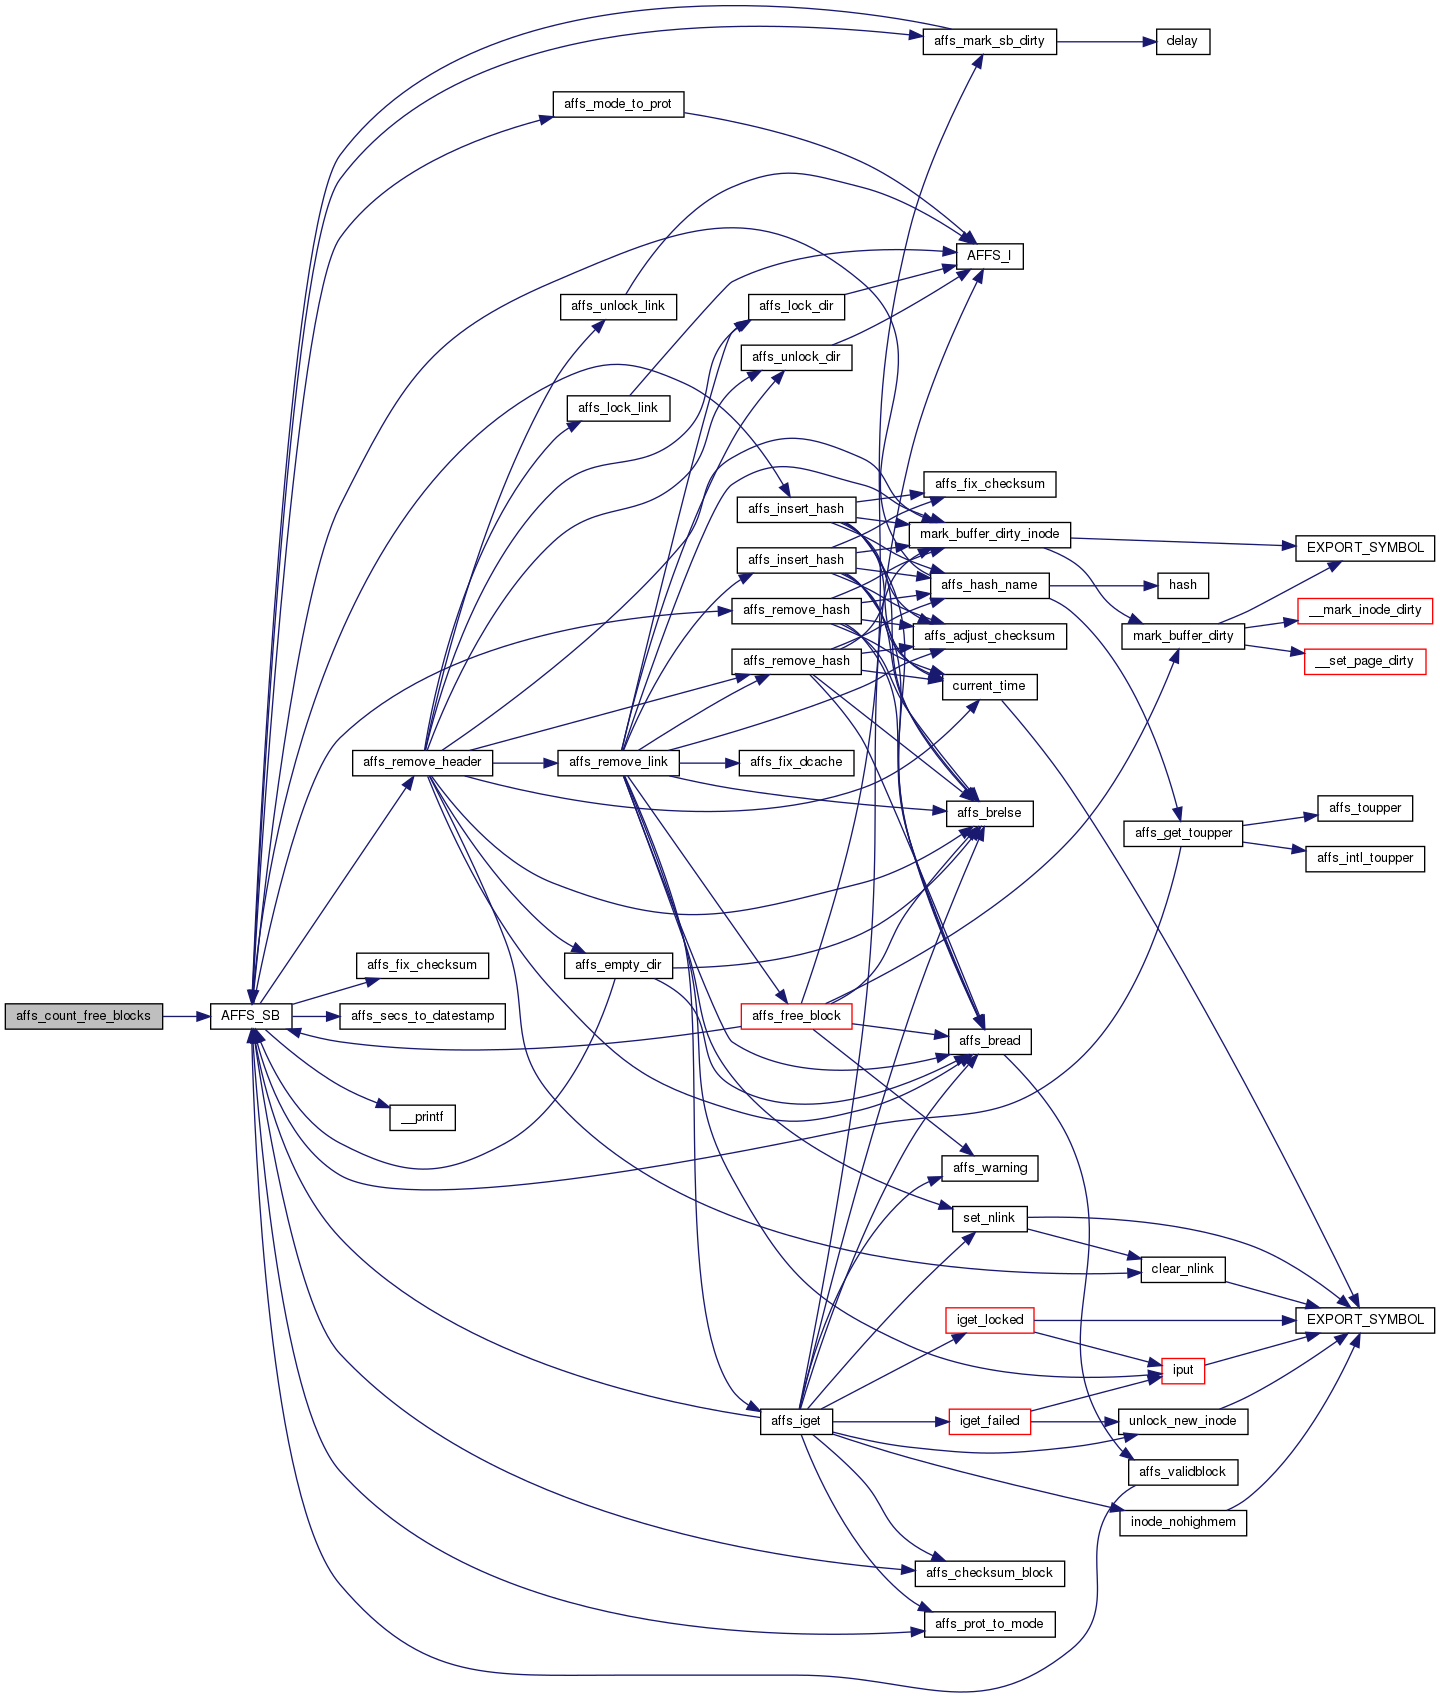 affs_mark_sb_dirty
delay
affs_mode_to_prot
AFFS_I
affs_unlock_link
affs_lock_dir
affs_unlock_dir
affs_lock_link
affs_fix_checksum
affs_insert_hash
mark_buffer_dirty_inode
EXPORT_SYMBOL
affs_insert_hash
affs_hash_name
hash
affs_remove_hash
__mark_inode_dirty
affs_adjust_checksum
mark_buffer_dirty
affs_remove_hash
__set_page_dirty
current_time
affs_remove_header
affs_remove_link
affs_fix_dcache
affs_brelse
affs_toupper
affs_get_toupper
affs_intl_toupper
affs_fix_checksum
affs_empty_dir
affs_count_free_blocks
AFFS_SB
affs_secs_to_datestamp
affs_free_block
affs_bread
__printf
affs_warning
set_nlink
clear_nlink
iget_locked
EXPORT_SYMBOL
iput
affs_iget
iget_failed
unlock_new_inode
affs_validblock
inode_nohighmem
affs_checksum_block
affs_prot_to_mode